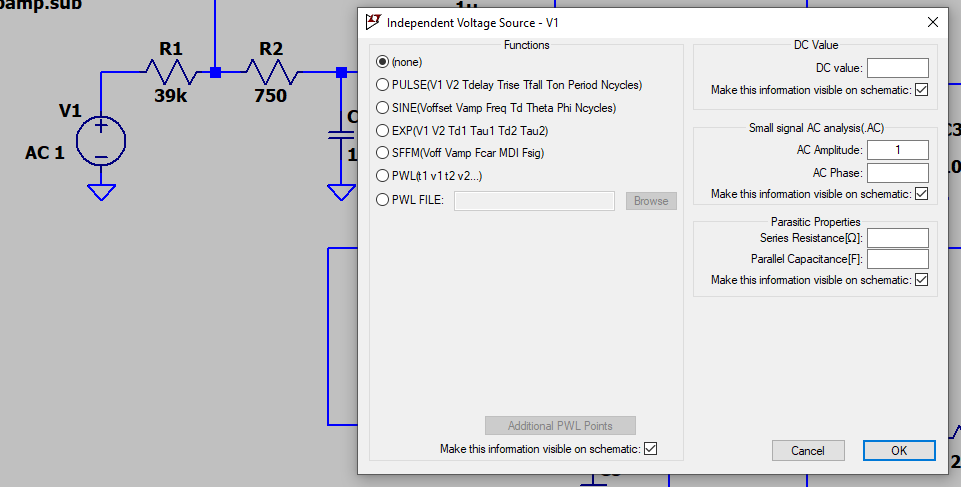 oamp.sub
1u
R1
R2
39k
750
V1
AC 1
C
1
Independent Voltage Source - V1
Functions
(none)
PULSE(V1 V2 Tdelay Trise Tfall Ton Period Ncycles)
SINE(Voffset Vamp Freq Td Theta Phi Ncycles)
EXP(V1 V2 Td1 Tau1 Td2 Tau2)
SFFM(Voff Vamp Fcar MDI Fsig)
PWL(t1 v1 t2 v2...)
PWL FILE:
Browse
Additional PWL Points
Make this information visible on schematic:
DC Value
DC value:
Make this information visible on schematic:
Small signal AC analysis(.AC)
AC Amplitude: 1
AC Phase:
Make this information visible on schematic:
Parasitic Properties
Series Resistance[Ω]:
Parallel Capacitance[F]:
Make this information visible on schematic:
Cancel
OK